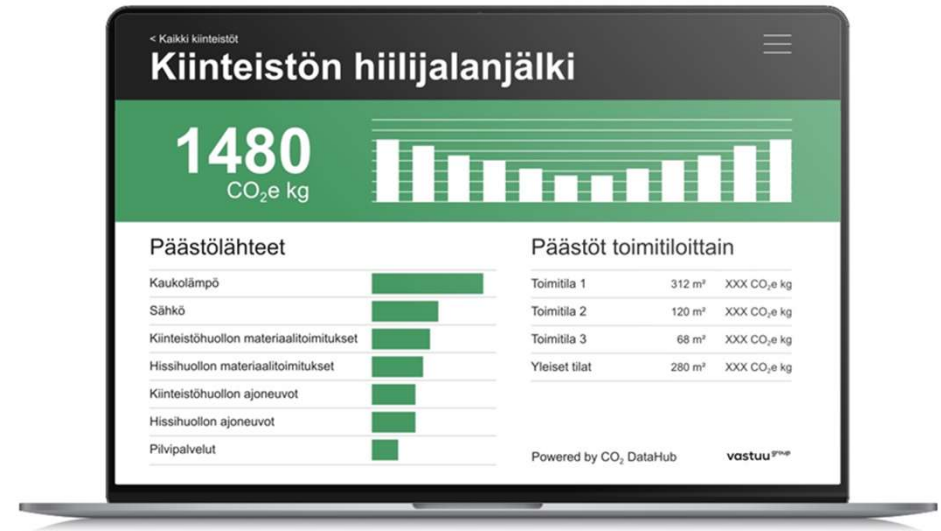 < Kaikki kiinteistöt
Kiinteistön hiilijalanjälki
1480
CO₂e kg
Päästölähteet
Kaukolämpö
Sähkö
Kiinteistöhuollon materiaalitoimitukset
Hissihuollon materiaalitoimitukset
Kiinteistöhuollon ajoneuvot
Hissihuollon ajoneuvot
Pilvipalvelut
Päästöt toimitiloittain
Toimitila 1 312 m² XXX CO₂e kg
Toimitila 2 120 m² XXX CO₂e kg
Toimitila 3 68 m² XXX CO₂e kg
Yleiset tilat 280 m² XXX CO₂e kg
Powered by CO₂ DataHub
vastuu group